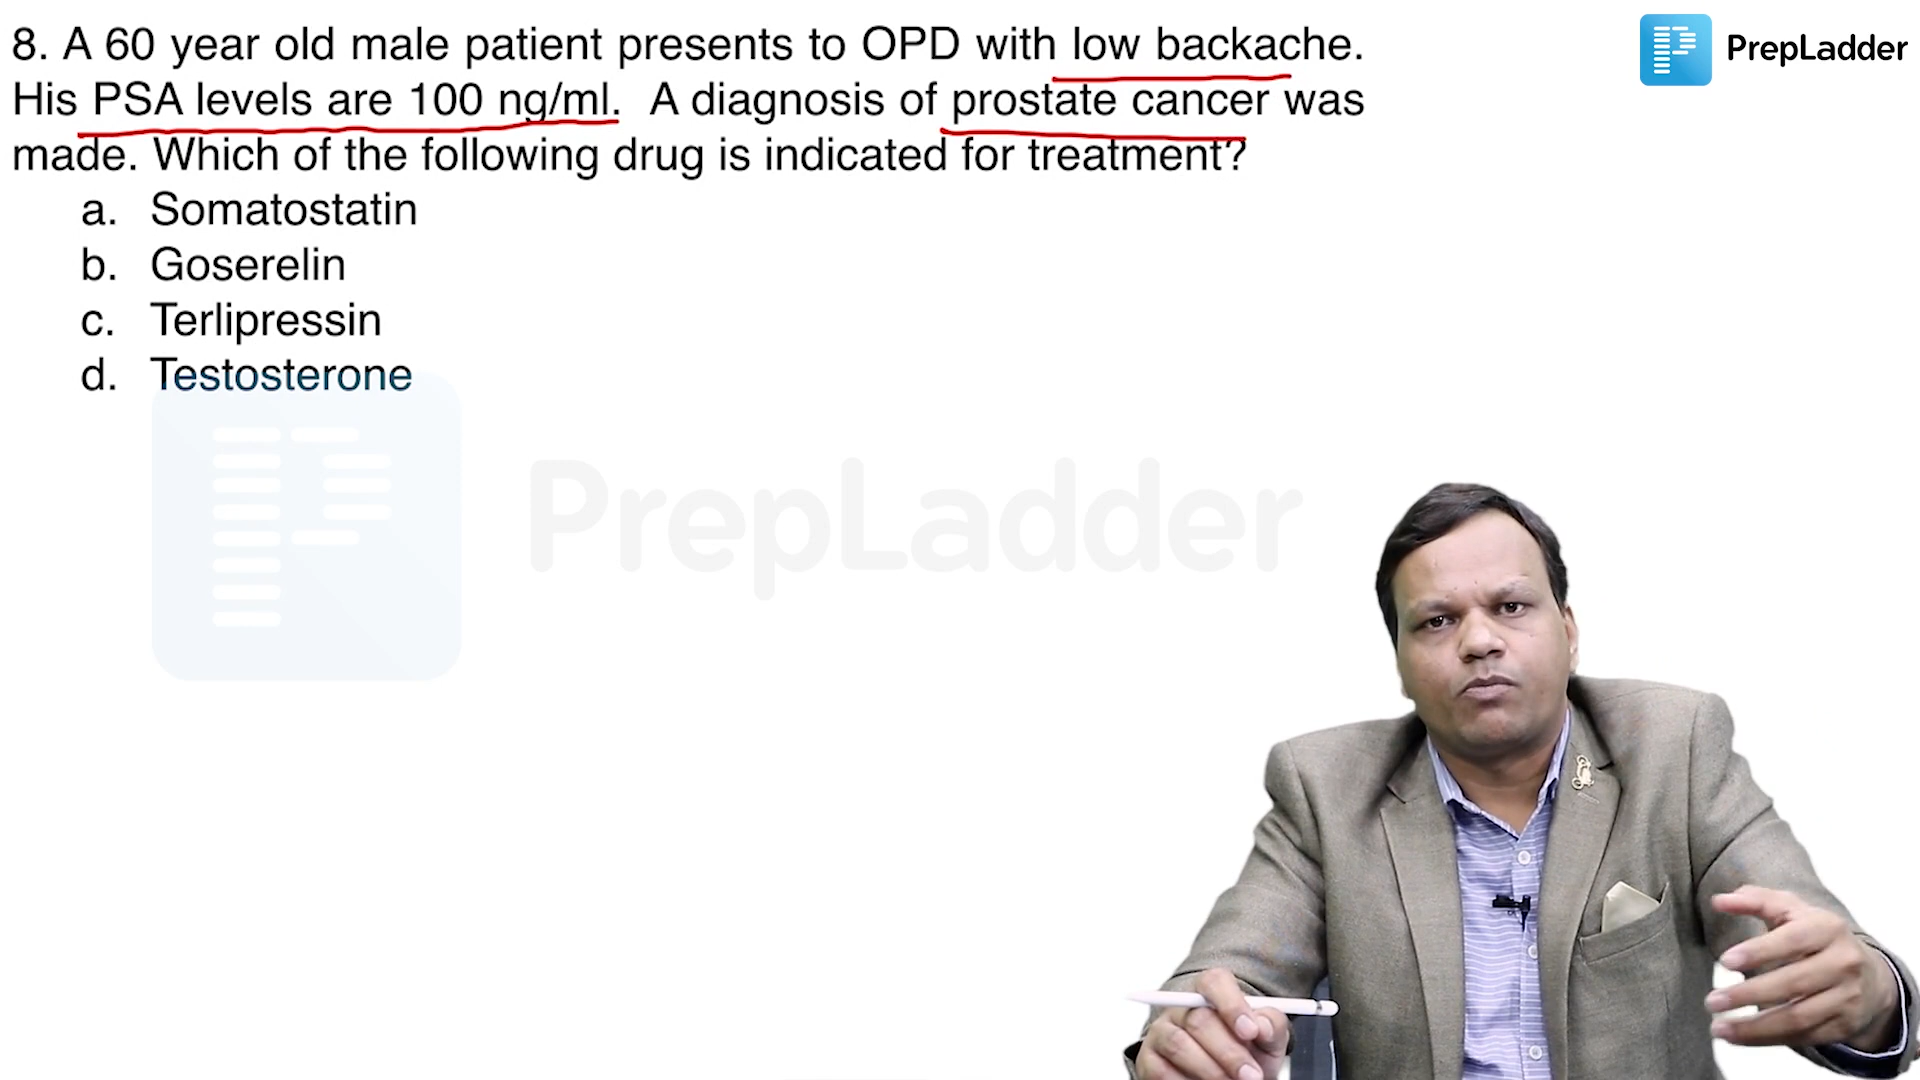 8. A 60 year old male patient presents to OPD with low backache.
His PSA levels are 100 ng/ml. A diagnosis of prostate cancer was
made. Which of the following drug is indicated for treatment?
a. Somatostatin
b. Goserelin
c. Terlipressin
d. Testosterone
PrepLadder
PrepLadder